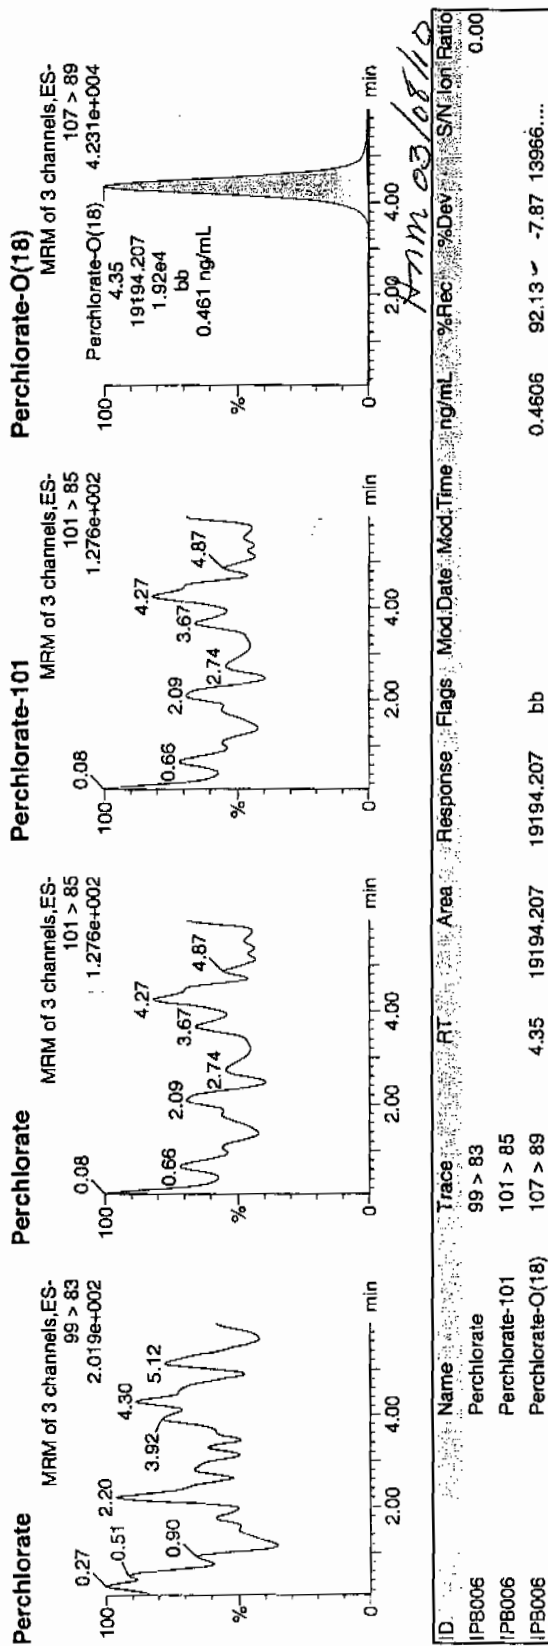 Perchlorate
MRM of 3 channels,ES-
99 > 83
2.019e+002
100
%
0
0.27
0.51
0.90
2.20
3.92
4.30
5.12
2.00
4.00
min
Perchlorate
MRM of 3 channels,ES-
101 > 85
1.276e+002
100
%
0
0.08
0.66
2.09
2.74
3.67
4.27
4.87
2.00
4.00
min
Perchlorate-101
MRM of 3 channels,ES-
101 > 85
1.276e+002
100
%
0
0.08
0.66
2.09
2.74
3.67
4.27
4.87
2.00
4.00
min
Perchlorate-O(18)
MRM of 3 channels,ES-
107 > 89
4.231e+004
100
%
0
Perchlorate-O(18)
4.35
19194.207
1.92e4
bb
0.461 ng/mL
2.00
4.00
min
03/08/10
ID Name Trace RT Area Response Flags Mod.Date Mod.Time ng/mL %Rec %Dev S/N Ion Ratio
IPB006 Perchlorate 99 > 83 0.00
IPB006 Perchlorate-101 101 > 85
IPB006 Perchlorate-O(18) 107 > 89 4.35 19194.207 19194.207 bb 0.4606 92.13 -7.87 13966....